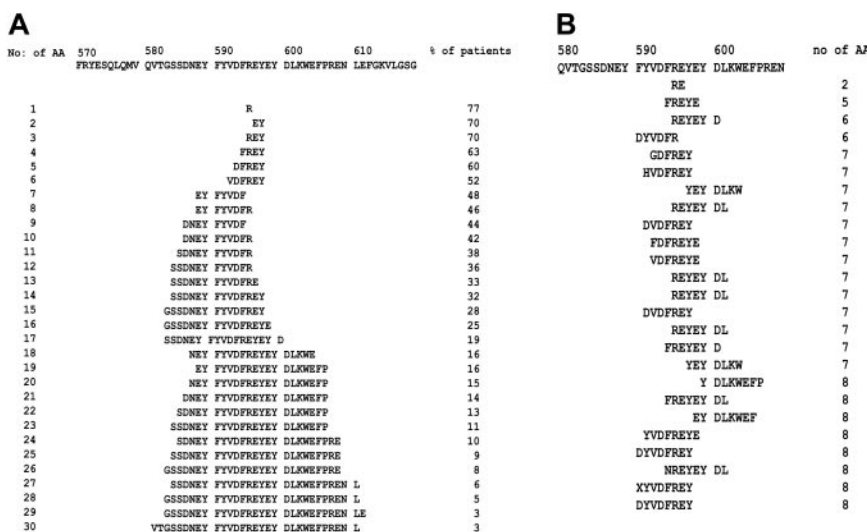 A
No: of AA 570 580 590 600 610 % of patients
FRYESQLQMV QVTGSSDNEY FYVDFREYEY DLKWEFPREN LEFGKVLGSG
1 R 77
2 EY 70
3 REY 70
4 FREY 63
5 DFREY 60
6 VDFREY 52
7 EY FYVDF 48
8 EY FYVDFR 46
9 DNEY FYVDF 44
10 DNEY FYVDFR 42
11 SDNEY FYVDFR 38
12 SSDNEY FYVDFR 36
13 SSDNEY FYVDFRE 33
14 SSDNEY FYVDFREY 32
15 GSSDNEY FYVDFREY 28
16 GSSDNEY FYVDFREYE 25
17 SSDNEY FYVDFREYEY D 19
18 NEY FYVDFREYEY DLKWE 16
19 EY FYVDFREYEY DLKWEFP 16
20 NEY FYVDFREYEY DLKWEFP 15
21 DNEY FYVDFREYEY DLKWEFP 14
22 SDNEY FYVDFREYEY DLKWEFP 13
23 SSDNEY FYVDFREYEY DLKWEFP 11
24 SDNEY FYVDFREYEY DLKWEFPRE 10
25 SSDNEY FYVDFREYEY DLKWEFPRE 9
26 GSSDNEY FYVDFREYEY DLKWEFPRE 8
27 SSDNEY FYVDFREYEY DLKWEFPREN L 6
28 GSSDNEY FYVDFREYEY DLKWEFPREN L 5
29 GSSDNEY FYVDFREYEY DLKWEFPREN LE 3
30 VTGSSDNEY FYVDFREYEY DLKWEFPREN L 3
B
580 590 600 no of AA
QVTGSSDNEY FYVDFREYEY DLKWEFPREN
RE 2
FREYE 5
REYEY D 6
DYVDFR 6
GDFREY 7
HVDFREY 7
YEY DLKW 7
REYEY DL 7
DVDFREY 7
FDFREYE 7
VDFREYE 7
REYEY DL 7
REYEY DL 7
DVDFREY 7
REYEY DL 7
FREYEY D 7
YEY DLKW 7
Y DLKWEFP 8
FREYEY DL 8
EY DLKWEF 8
YVDFREYE 8
DYVDFREY 8
NREYEY DL 8
XYVDFREY 8
DYVDFREY 8